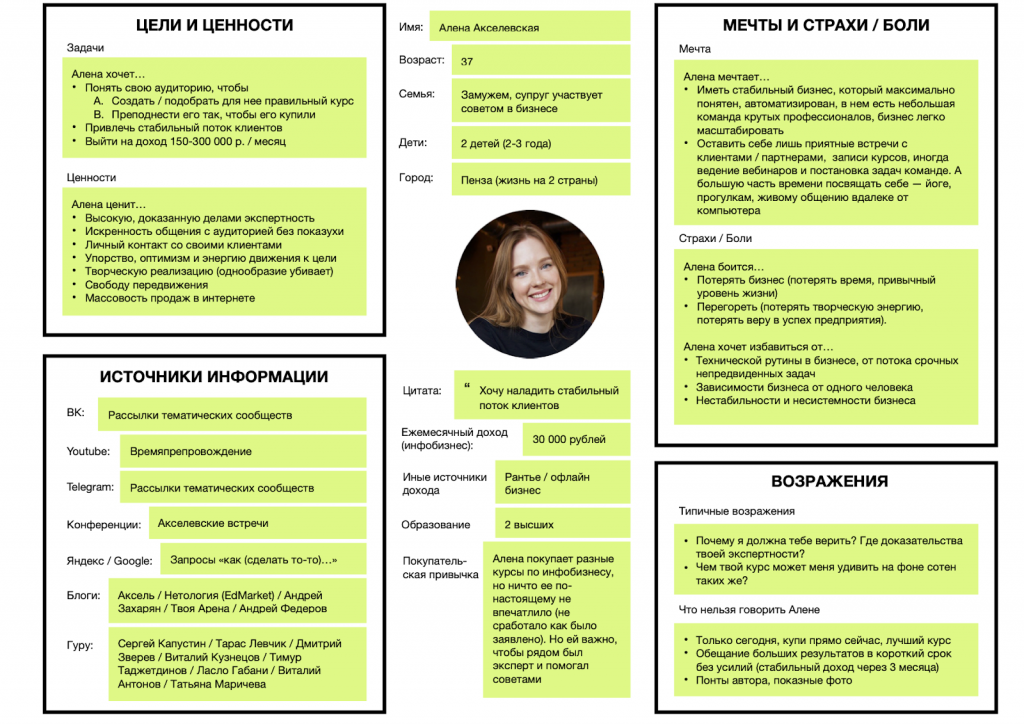 ЦЕЛИ И ЦЕННОСТИ
Задачи
Алена хочет…
• Понять свою аудиторию, чтобы
A. Создать / подобрать для нее правильный курс
B. Преподнести его так, чтобы его купили
• Привлечь стабильный поток клиентов
• Выйти на доход 150-300 000 р. / месяц
Ценности
Алена ценит…
• Высокую, доказанную делами экспертность
• Искренность общения с аудиторией без показухи
• Личный контакт со своими клиентами
• Упорство, оптимизм и энергию движения к цели
• Творческую реализацию (однообразие убивает)
• Свободу передвижения
• Массовость продаж в интернете
ИСТОЧНИКИ ИНФОРМАЦИИ
ВК: Рассылки тематических сообществ
Youtube: Времяпрепровождение
Telegram: Рассылки тематических сообществ
Конференции: Акселевские встречи
Яндекс / Google: Запросы «как (сделать то-то)…»
Блоги: Аксель / Нетология (EdMarket) / Андрей
Захарян / Твоя Арена / Андрей Федоров
Гуру: Сергей Капустин / Тарас Левчик / Дмитрий
Зверев / Виталий Кузнецов / Тимур
Таджетдинов / Ласло Габани / Виталий
Антонов / Татьяна Маричева
Имя: Алена Акселевская
Возраст: 37
Семья: Замужем, супруг участвует
советом в бизнесе
Дети: 2 детей (2-3 года)
Город: Пенза (жизнь на 2 страны)
Цитата: “ Хочу наладить стабильный
поток клиентов
Ежемесячный доход
(инфобизнес): 30 000 рублей
Иные источники
дохода
Рантье / офлайн
бизнес
Образование 2 высших
Покупатель-
ская привычка
Алена покупает разные
курсы по инфобизнесу,
но ничто ее по-
настоящему не
впечатлило (не
сработало как было
заявлено). Но ей важно,
чтобы рядом был
эксперт и помогал
советами
МЕЧТЫ И СТРАХИ / БОЛИ
Мечта
Алена мечтает…
• Иметь стабильный бизнес, который максимально
понятен, автоматизирован, в нем есть небольшая
команда крутых профессионалов, бизнес легко
масштабировать
• Оставить себе лишь приятные встречи с
клиентами / партнерами, записи курсов, иногда
ведение вебинаров и постановка задач команде. А
большую часть времени посвящать себе — йоге,
прогулкам, живому общению вдалеке от
компьютера
Страхи / Боли
Алена боится…
• Потерять бизнес (потерять время, привычный
уровень жизни)
• Перегореть (потерять творческую энергию,
потерять веру в успех предприятия).
Алена хочет избавиться от…
• Технической рутины в бизнесе, от потока срочных
непредвиденных задач
• Зависимости бизнеса от одного человека
• Нестабильности и несистемности бизнеса
ВОЗРАЖЕНИЯ
Типичные возражения
• Почему я должна тебе верить? Где доказательства
твоей экспертности?
• Чем твой курс может меня удивить на фоне сотен
таких же?
Что нельзя говорить Алене
• Только сегодня, купи прямо сейчас, лучший курс
• Обещание больших результатов в короткий срок
без усилий (стабильный доход через 3 месяца)
• Понты автора, показные фото